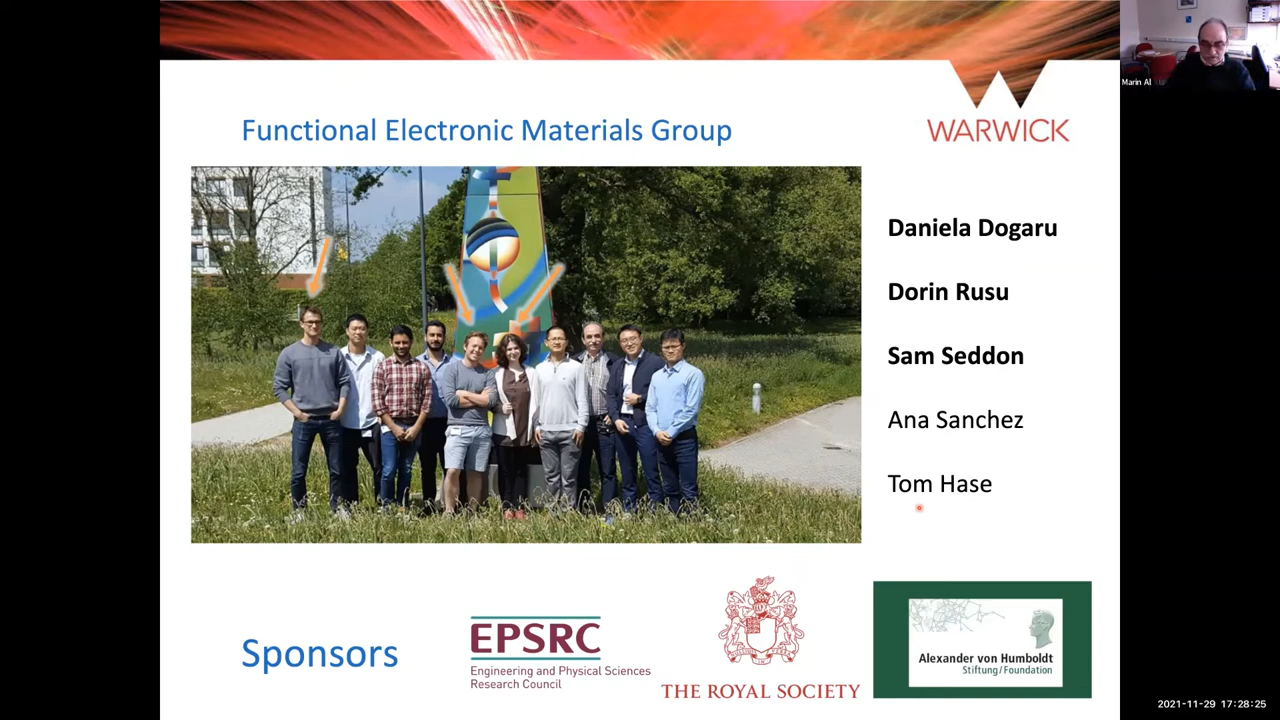 Functional Electronic Materials Group
WARWICK
Marin Al
Daniela Dogaru
Dorin Rusu
Sam Seddon
Ana Sanchez
Tom Hase
Sponsors
EPSRC
Engineering and Physical Sciences
Research Council
THE ROYAL SOCIETY
Alexander von Humboldt
Stiftung/Foundation
2021-11-29 17:28:25